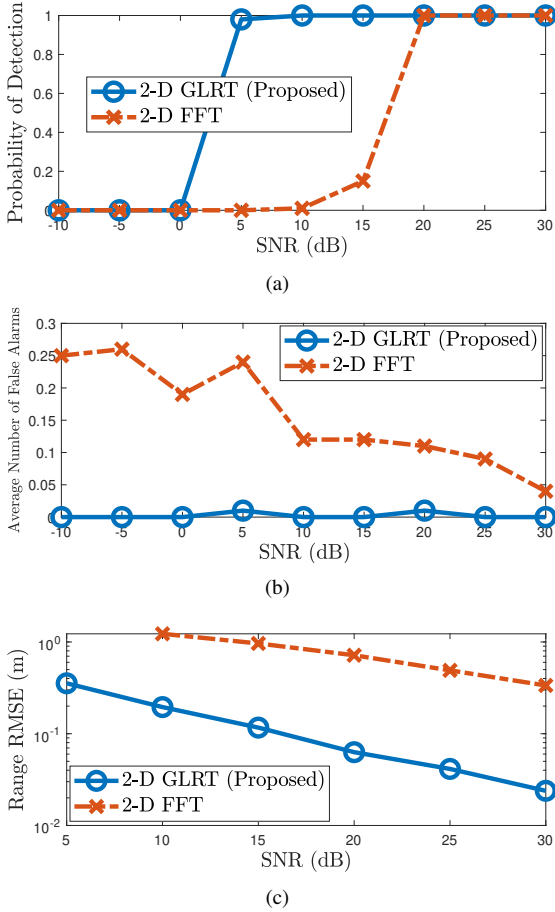 Probability of Detection
1
0.8
0.6
0.4
0.2
0
2-D GLRT (Proposed)
2-D FFT
-10 -5 0 5 10 15 20 25 30
SNR (dB)
(a)
Average Number of False Alarms
0.3
0.25
0.2
0.15
0.1
0.05
0
2-D GLRT (Proposed)
2-D FFT
-10 -5 0 5 10 15 20 25 30
SNR (dB)
(b)
Range RMSE (m)
10^0
10^-1
10^-2
2-D GLRT (Proposed)
2-D FFT
5 10 15 20 25 30
SNR (dB)
(c)